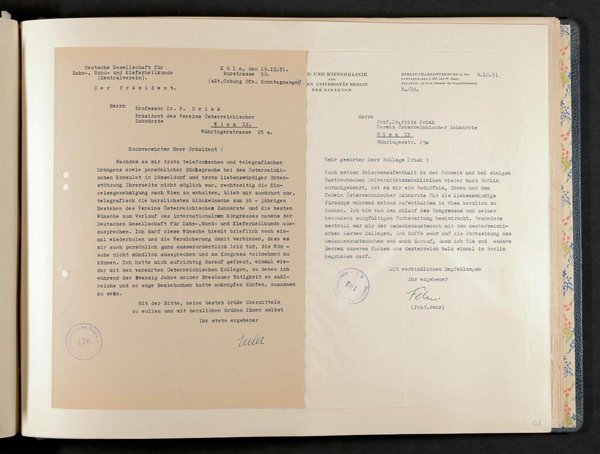 Deutsche Gesellschaft für
Zahn-, Mund- und Kieferheilkunde
(Zentralverein).
Der Präsident.
Köln, den 19.IX.51.
50.
Herrn
Professor Dr. F. Driak
Präsident des Vereins Österreichischer
Zahnärzte
Wien IX.
Währingerstrasse 25 a.
Hochverehrter Herr Präsident :
Nachdem es mir trotz telefonschen und telegrafischen
Drängens sowie persönlicher Rücksprache bei dem Österreichi-
schen Konsulat in Düsseldorf und trotz liebenswürdiger Unter-
stützung Ihrerseits nicht möglich war, rechtzeitig die Ein-
reisegenehmigung nach Wien zu erhalten, blieb mir zunächst nur,
telegrafisch die herzlichsten Glückwünsche zum 90 - jährigen
Bestehen des Vereins Österreichischer Zahnärzte und die besten
Wünsche zum Verlauf des internationalen Kongresses namens der
Deutschen Gesellschaft für Zahn-, Mund- und Kieferheilkunde aus-
zusprechen. Darf ich diese Wünsche hiemit brieflich noch ein-
mal wiederholen und die Versicherung damit verbinden, dass es
mir auch persönlich ganz ausserordentlich leid tut, die Wün-
sche nicht mündlich aussprechen und am Kongress teilnehmen zu
können. Ich hatte mich aufrichtig darauf gefreut, einmal wie-
der mit den verehrten Österreichischen Kollegen, zu denen ich
während der zwanzig Jahre meiner Breslauer Tätigkeit so zahl-
reiche und so enge Beziehungen hatte anknüpfen dürfen, zusammen
zu sein.
Mit der Bitte, meine besten Grüße übermitteln
zu wollen und mit herzlichen Grüßen Ihnen selbst
Ihr stets ergebener
Euler
UND KIEFERKLINIK
UNIVERSITÄT BERLIN
DER DIREKTOR
BERLIN-CHARLOTTENBURG
8.10.51
Herrn
Prof.Dr.Fritz Driak
Verein Österreichischer Zahnärzte
Wien IX
Währingerstr. 25a
Sehr geehrter Herr Kollege Driak !
Nach meinem Zwischenaufenthalt in der Schweiz und bei einigen
Westdeutschen Universitätszahnkliniken wieder nach Berlin
zurückgekehrt, ist es mir ein Bedürfnis, Ihnen und dem
Verein Österreichischer Zahnärzte für die liebenswürdige
Fürsorge während meines Aufenthaltes in Wien herzlich zu
danken. Ich bin von dem Ablauf des Kongresses und seiner
besonders sorgfältigen Vorbereitung beeindruckt. Besonders
wertvoll war mir der Gedankenaustausch mit den österreichi-
schen Herren Kollegen. Ich hoffe sehr auf die Fortsetzung des
Gedankenaustausches und auch darauf, dass ich Sie und andere
Herren unseres Faches aus Oesterreich bald einmal in Berlin
begrüssen darf.
Mit verbindlichen Empfehlungen
Ihr ergebener
(Prof.Fehr)